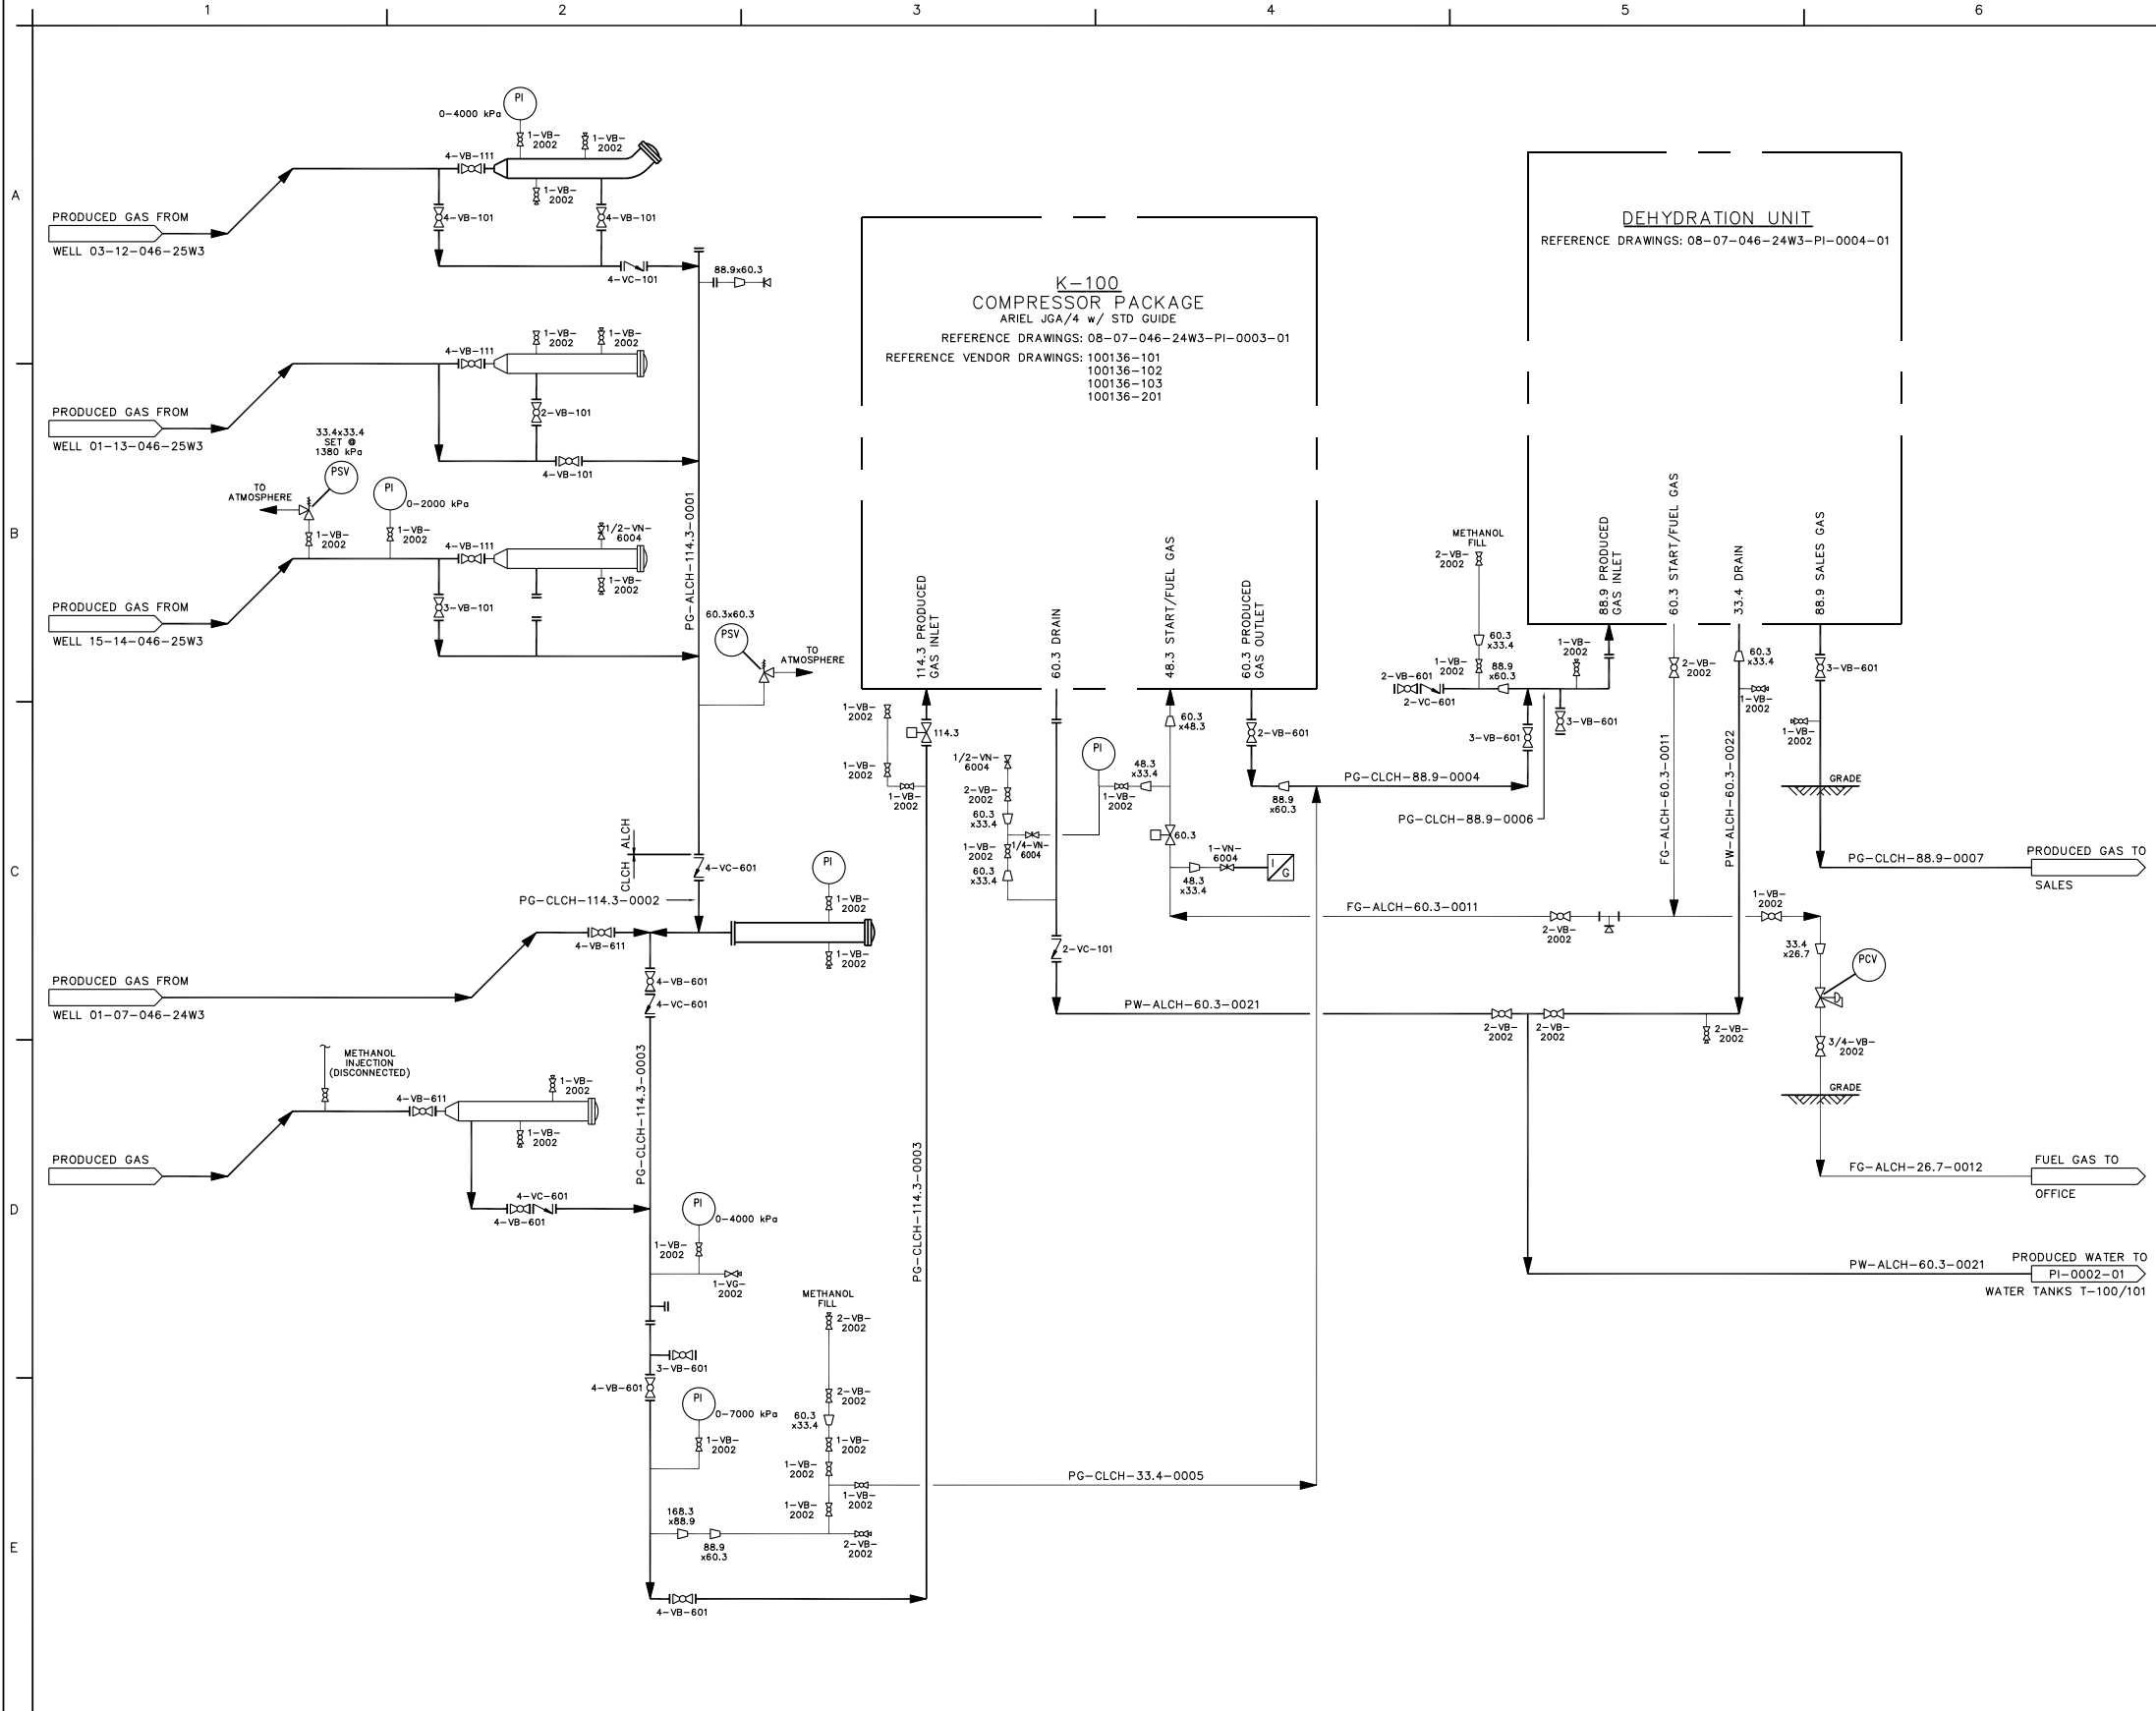 1
2
3
4
5
6
A
B
C
D
E
PRODUCED GAS FROM
WELL 03-12-046-25W3
4-VB-111
4-VB-101
PI
0-4000 kPa
1-VB-
2002
1-VB-
2002
1-VB-
2002
4-VB-101
4-VC-101
88.9x60.3
PRODUCED GAS FROM
WELL 01-13-046-25W3
4-VB-111
1-VB-
2002
1-VB-
2002
2-VB-101
4-VB-101
33.4x33.4
SET @
1380 kPa
PSV
TO
ATMOSPHERE
1-VB-
2002
PI
0-2000 kPa
1-VB-
2002
PRODUCED GAS FROM
WELL 15-14-046-25W3
4-VB-111
3-VB-101
1/2-VN-
6004
1-VB-
2002
PG-ALCH-114.3-0001
60.3x60.3
PSV
TO
ATMOSPHERE
CLCH
ALCH
4-VC-601
PG-CLCH-114.3-0002
PI
1-VB-
2002
1-VB-
2002
PRODUCED GAS FROM
WELL 01-07-046-24W3
4-VB-611
4-VB-601
4-VC-601
METHANOL
INJECTION
(DISCONNECTED)
4-VB-611
1-VB-
2002
1-VB-
2002
PRODUCED GAS
4-VC-601
4-VB-601
PG-CLCH-114.3-0003
PI
0-4000 kPa
1-VB-
2002
1-VG-
2002
3-VB-601
4-VB-601
PI
0-7000 kPa
1-VB-
2002
METHANOL
FILL
2-VB-
2002
2-VB-
2002
60.3
x33.4
1-VB-
2002
1-VB-
2002
1-VB-
2002
1-VB-
2002
168.3
x88.9
88.9
x60.3
2-VB-
2002
4-VB-601
PG-CLCH-114.3-0003
PG-CLCH-33.4-0005
K-100
COMPRESSOR PACKAGE
ARIEL JGA/4 w/ STD GUIDE
REFERENCE DRAWINGS: 08-07-046-24W3-PI-0003-01
REFERENCE VENDOR DRAWINGS: 100136-101
100136-102
100136-103
100136-201
114.3 PRODUCED
GAS INLET
60.3 DRAIN
48.3 START/FUEL GAS
60.3 PRODUCED
GAS OUTLET
1-VB-
2002
114.3
1-VB-
2002
1-VB-
2002
1/2-VN-
6004
2-VB-
2002
60.3
x33.4
1-VB-
2002
1/4-VN-
6004
60.3
x33.4
PI
48.3
x33.4
1-VB-
2002
60.3
x48.3
60.3
1-VN-
6004
48.3
x33.4
I
G
2-VB-601
88.9
x60.3
PG-CLCH-88.9-0004
2-VC-101
PW-ALCH-60.3-0021
FG-ALCH-60.3-0011
2-VB-
2002
DEHYDRATION UNIT
REFERENCE DRAWINGS: 08-07-046-24W3-PI-0004-01
88.9 PRODUCED
GAS INLET
60.3 START/FUEL GAS
33.4 DRAIN
88.9 SALES GAS
METHANOL
FILL
2-VB-
2002
60.3
x33.4
1-VB-
2002
88.9
x60.3
2-VB-601
2-VC-601
1-VB-
2002
3-VB-601
3-VB-601
PG-CLCH-88.9-0006
2-VB-
2002
60.3
x33.4
1-VB-
2002
3-VB-601
1-VB-
2002
FG-ALCH-60.3-0011
PW-ALCH-60.3-0022
GRADE
PG-CLCH-88.9-0007
PRODUCED GAS TO
SALES
1-VB-
2002
33.4
x26.7
PCV
3/4-VB-
2002
GRADE
2-VB-
2002
2-VB-
2002
2-VB-
2002
FG-ALCH-26.7-0012
FUEL GAS TO
OFFICE
PW-ALCH-60.3-0021
PRODUCED WATER TO
PI-0002-01
WATER TANKS T-100/101